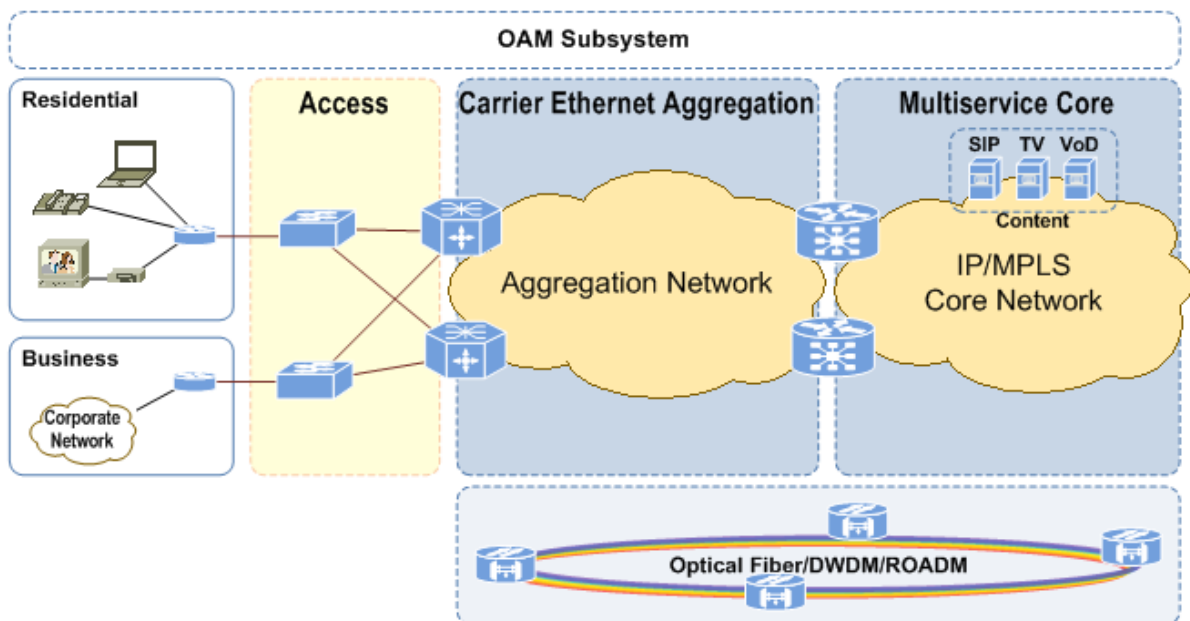 OAM Subsystem
Residential
Access
Carrier Ethernet Aggregation
Multiservice Core
SIP TV VoD
Content
Aggregation Network
IP/MPLS
Core Network
Business
Corporate
Network
Optical Fiber/DWDM/ROADM